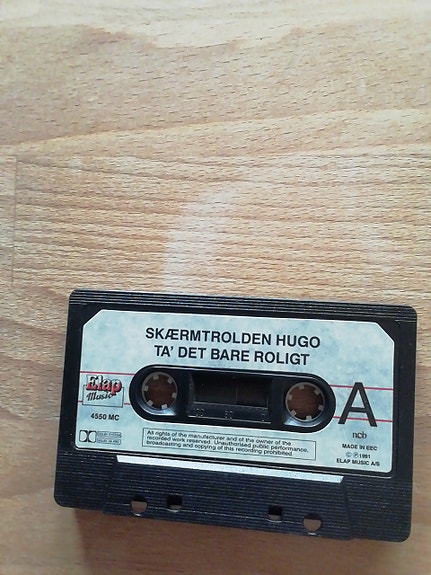 SKÆRMTROLDEN HUGO
TA' DET BARE ROLIGT
Elap
Music
4550 MC
A
ncb
MADE IN EEC
©℗1991
ELAP MUSIC A/S
All rights of the manufacturer and of the owner of the
recorded work reserved. Unauthorised public performance,
broadcasting and copying of this recording prohibited.